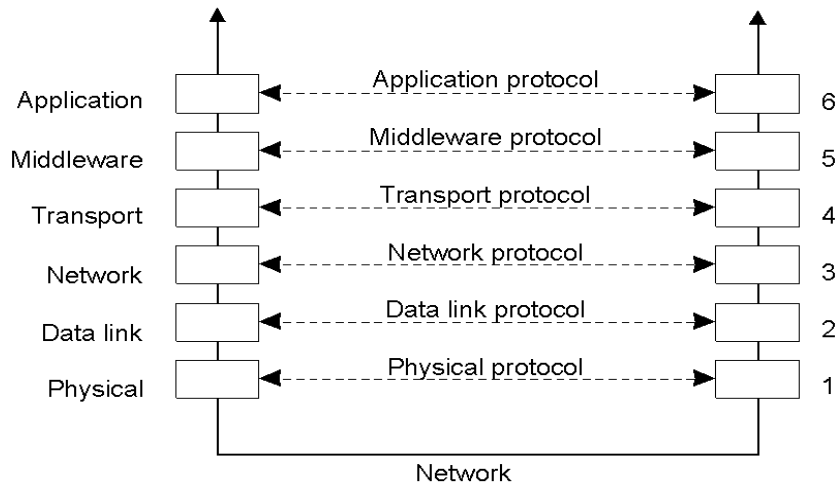 Application
Application protocol
6
Middleware
Middleware protocol
5
Transport
Transport protocol
4
Network
Network protocol
3
Data link
Data link protocol
2
Physical
Physical protocol
1
Network